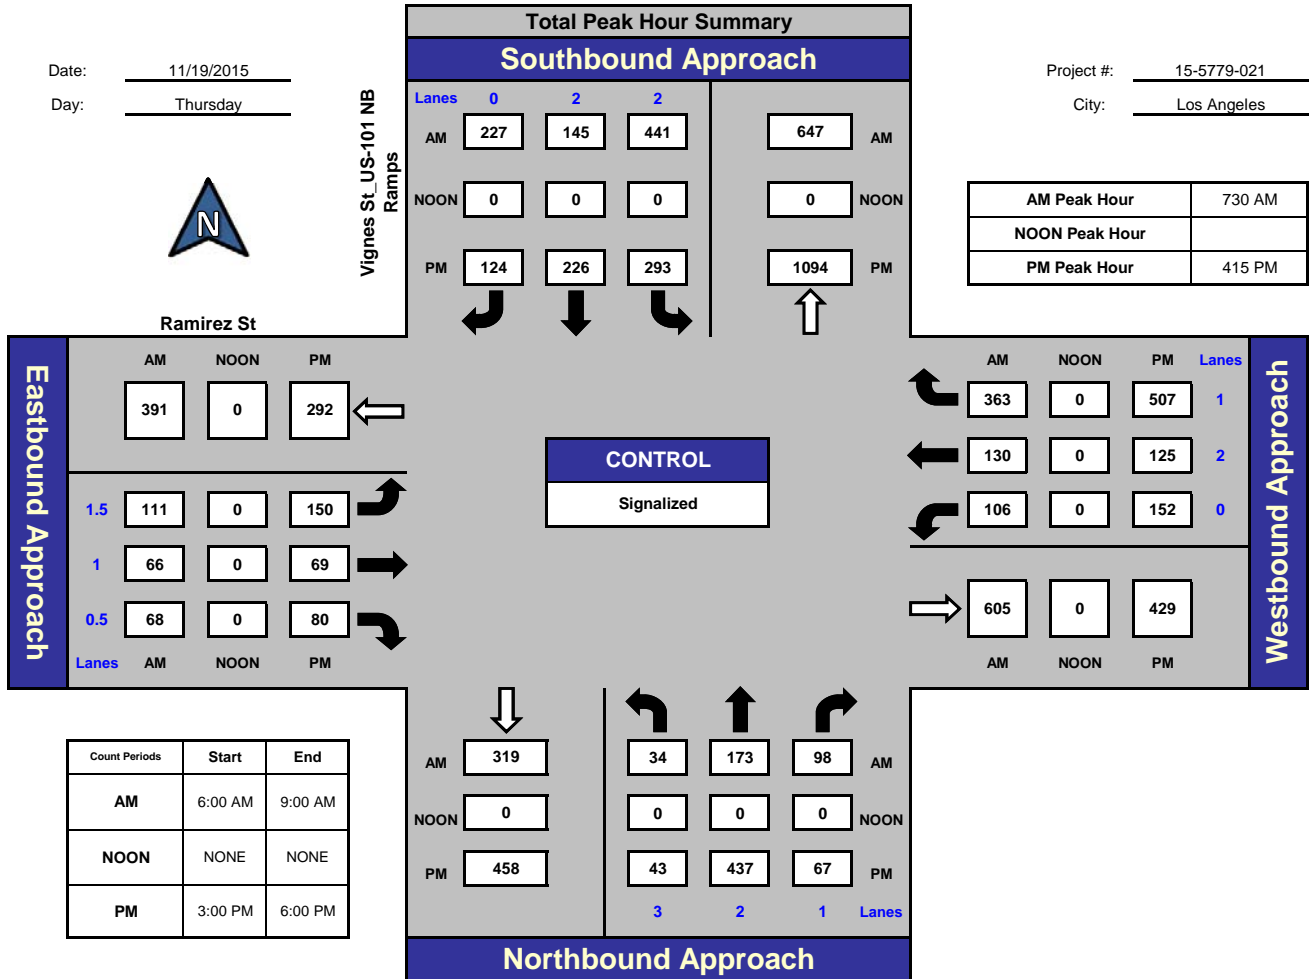 Total Peak Hour Summary
Southbound Approach
Date: 11/19/2015
Day: Thursday
Project #: 15-5779-021
City: Los Angeles
N
Vignes St_US-101 NB
Ramps
Lanes 0 2 2
AM 227 145 441 647 AM
NOON 0 0 0 0 NOON
PM 124 226 293 1094 PM
AM Peak Hour 730 AM
NOON Peak Hour
PM Peak Hour 415 PM
Ramirez St
Eastbound Approach
AM NOON PM
391 0 292
1.5 111 0 150
1 66 0 69
0.5 68 0 80
Lanes AM NOON PM
CONTROL
Signalized
AM NOON PM Lanes
363 0 507 1
130 0 125 2
106 0 152 0
605 0 429
AM NOON PM
Westbound Approach
Count Periods Start End
AM 6:00 AM 9:00 AM
NOON NONE NONE
PM 3:00 PM 6:00 PM
AM 319 34 173 98 AM
NOON 0 0 0 0 NOON
PM 458 43 437 67 PM
3 2 1 Lanes
Northbound Approach